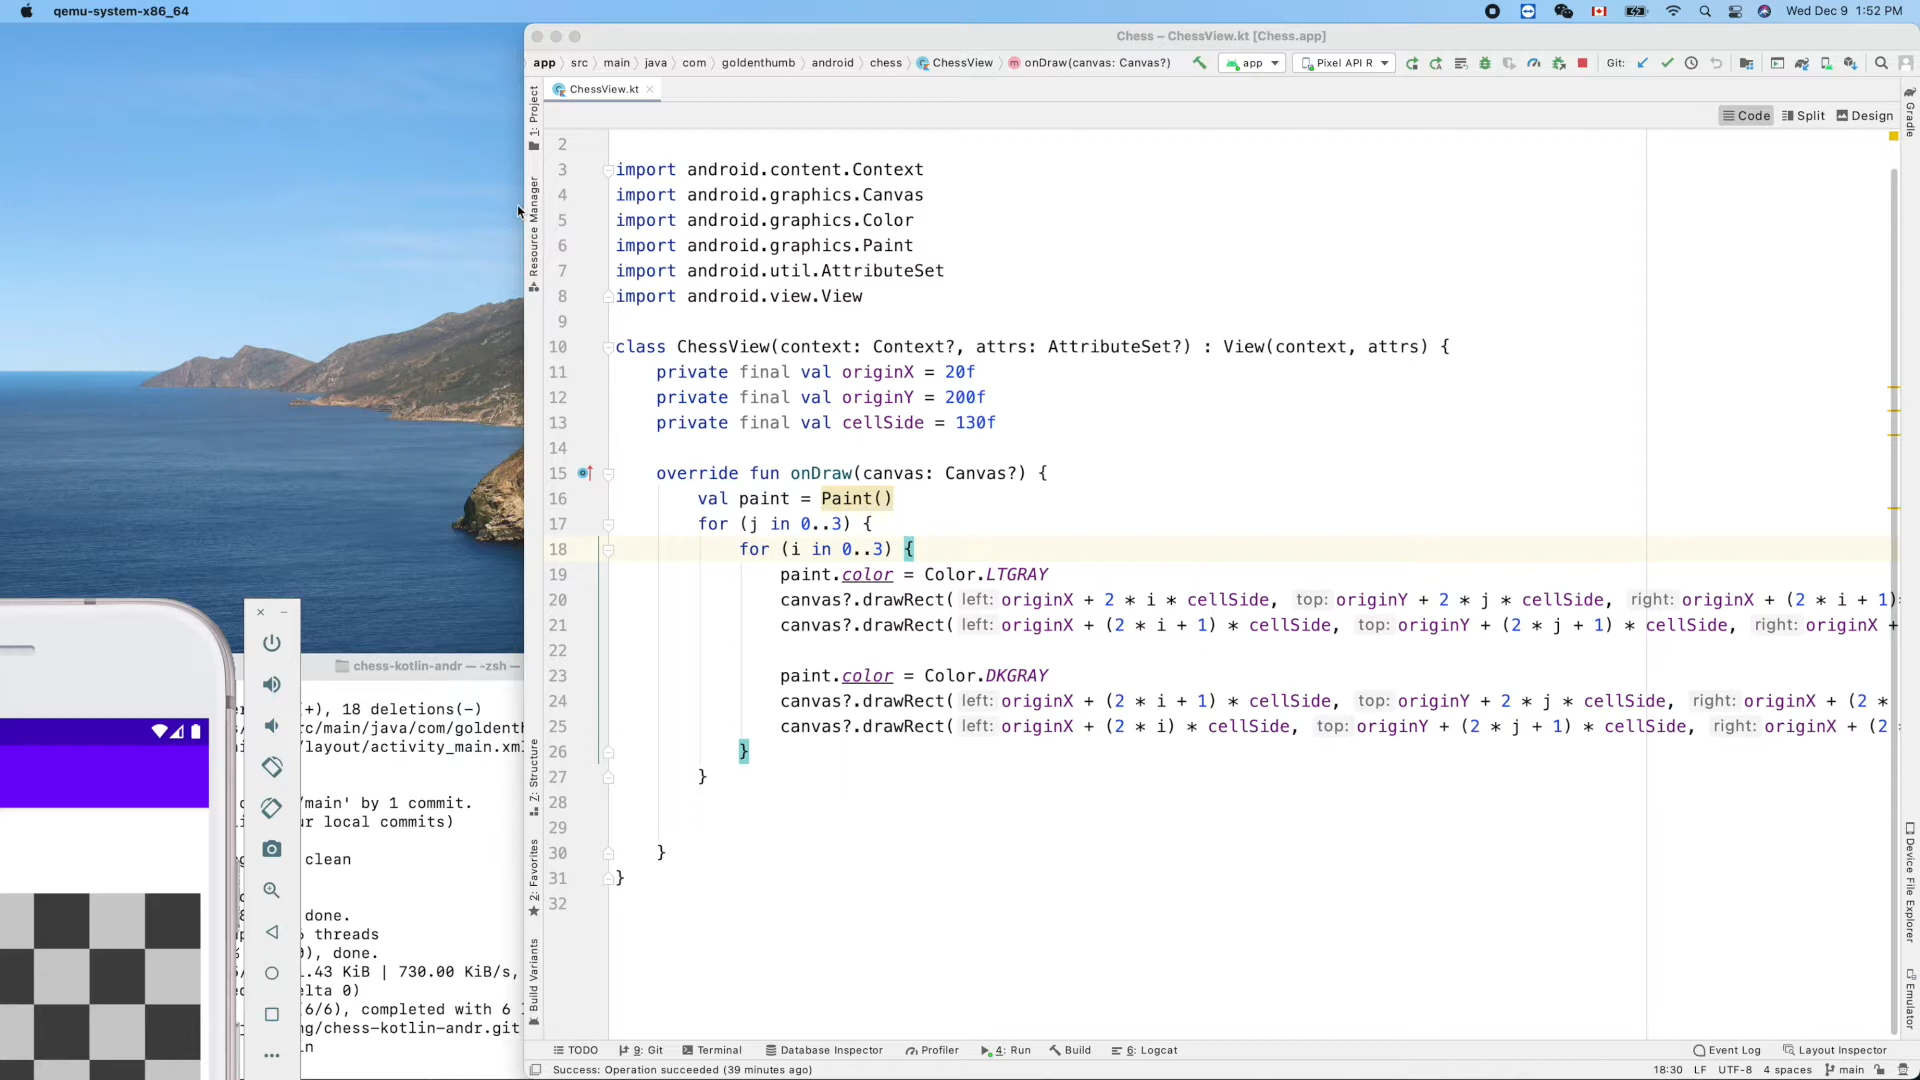 qemu-system-x86_64
Wed Dec 9 1:52 PM
Chess – ChessView.kt [Chess.app]
app src main java com goldenthumb android chess ChessView onDraw(canvas: Canvas?) app Pixel API R Git:
ChessView.kt
Code Split Design
1: Project
Resource Manager
Z: Structure
2: Favorites
Build Variants
Gradle
Device File Explorer
Emulator
2
3 import android.content.Context
4 import android.graphics.Canvas
5 import android.graphics.Color
6 import android.graphics.Paint
7 import android.util.AttributeSet
8 import android.view.View
9
10 class ChessView(context: Context?, attrs: AttributeSet?) : View(context, attrs) {
11 private final val originX = 20f
12 private final val originY = 200f
13 private final val cellSide = 130f
14
15 override fun onDraw(canvas: Canvas?) {
16 val paint = Paint()
17 for (j in 0..3) {
18 for (i in 0..3) {
19 paint.color = Color.LTGRAY
20 canvas?.drawRect( left: originX + 2 * i * cellSide, top: originY + 2 * j * cellSide, right: originX + (2 * i + 1)
21 canvas?.drawRect( left: originX + (2 * i + 1) * cellSide, top: originY + (2 * j + 1) * cellSide, right: originX +
22
23 paint.color = Color.DKGRAY
24 canvas?.drawRect( left: originX + (2 * i + 1) * cellSide, top: originY + 2 * j * cellSide, right: originX + (2 *
25 canvas?.drawRect( left: originX + (2 * i) * cellSide, top: originY + (2 * j + 1) * cellSide, right: originX + (2
26 }
27 }
28
29
30 }
31 }
32
chess-kotlin-andr — -zsh —
(+), 18 deletions(-)
rc/main/java/com/goldenth
/layout/activity_main.xml
/main' by 1 commit.
ur local commits)
clean
done.
threads
), done.
.43 KiB | 730.00 KiB/s,
elta 0)
(6/6), completed with 6
ng/chess-kotlin-andr.git
in
TODO 9: Git Terminal Database Inspector Profiler 4: Run Build 6: Logcat Event Log Layout Inspector
Success: Operation succeeded (39 minutes ago) 18:30 LF UTF-8 4 spaces main